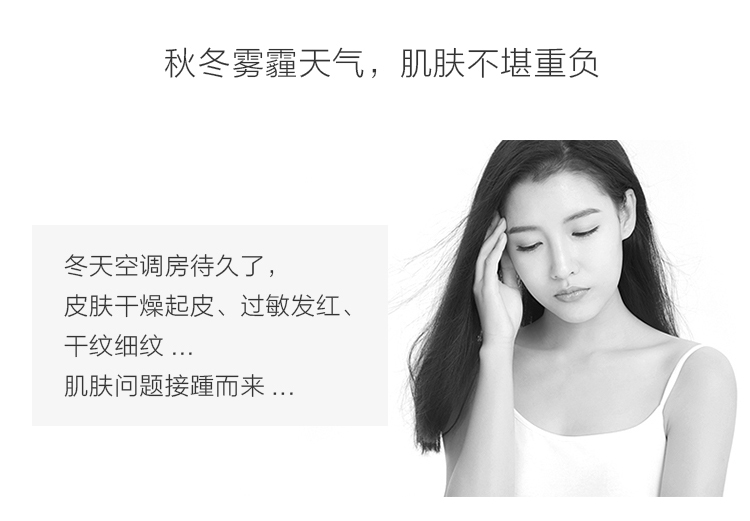 秋冬雾霾天气，肌肤不堪重负
冬天空调房待久了，
皮肤干燥起皮、过敏发红、
干纹细纹 ...
肌肤问题接踵而来 ...